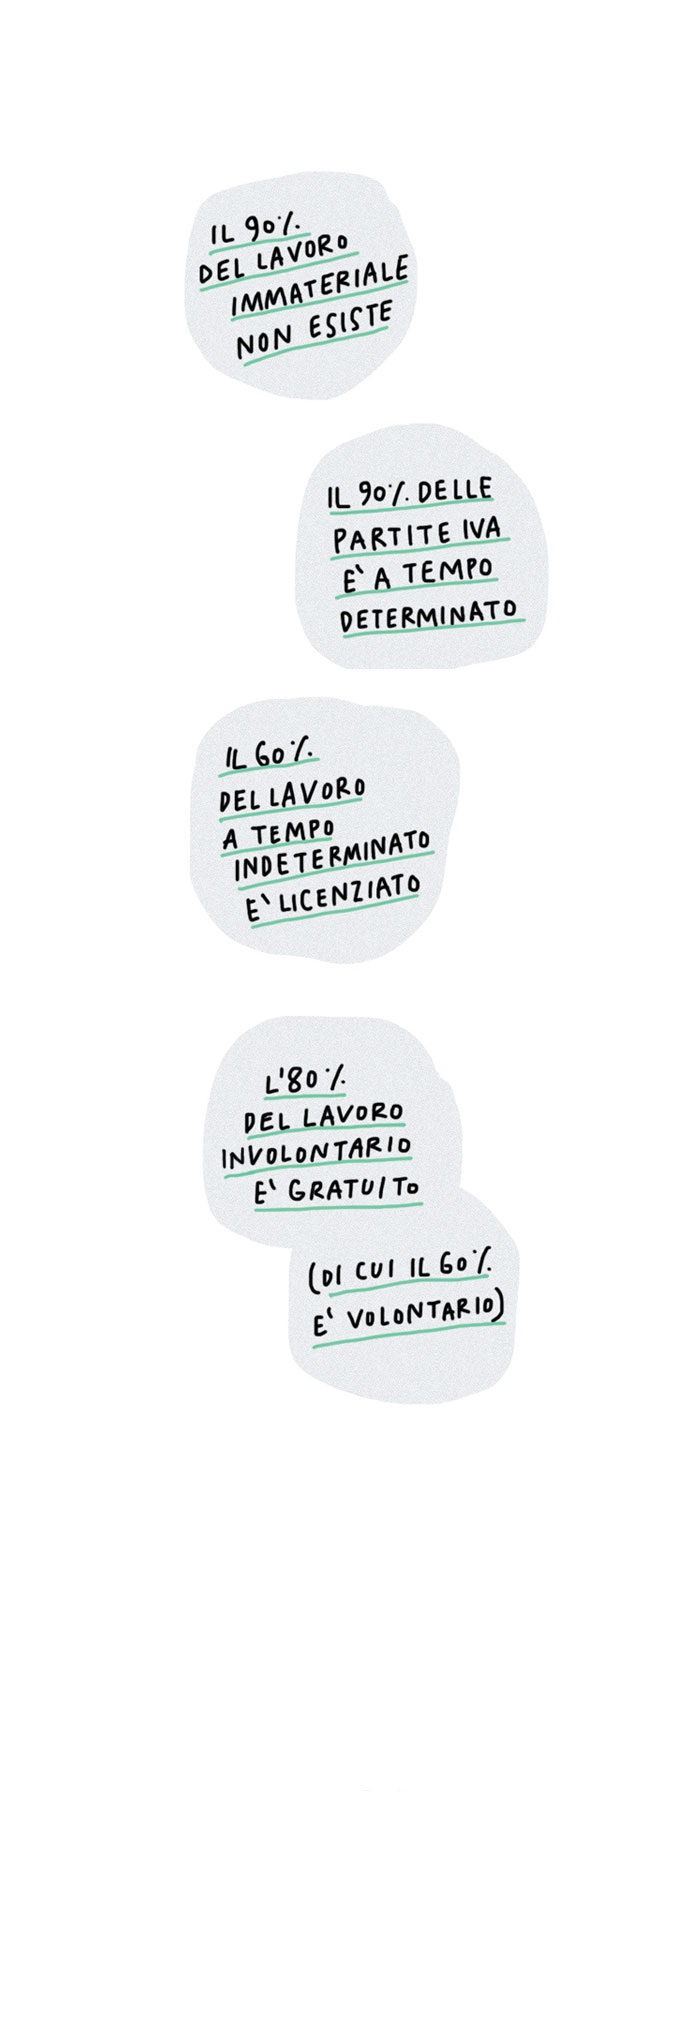 IL 90%
DEL LAVORO
IMMATERIALE
NON ESISTE
IL 90% DELLE
PARTITE IVA
E` A TEMPO
DETERMINATO
IL 60%
DEL LAVORO
A TEMPO
INDETERMINATO
E` LICENZIATO
L'80%
DEL LAVORO
INVOLONTARIO
E' GRATUITO
(DI CUI IL 60%
E' VOLONTARIO)